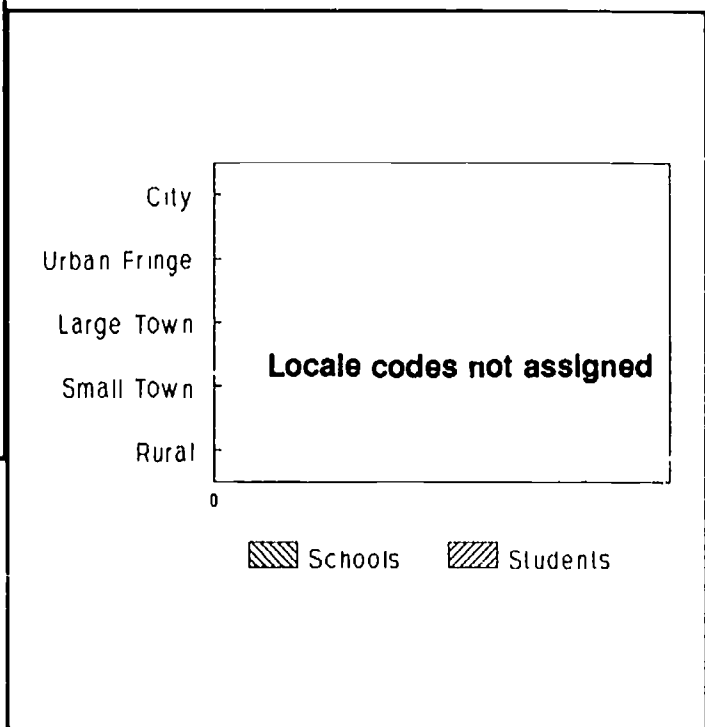 City
Urban Fringe
Large Town
Locale codes not assigned
Small Town
Rural
0
Schools Students